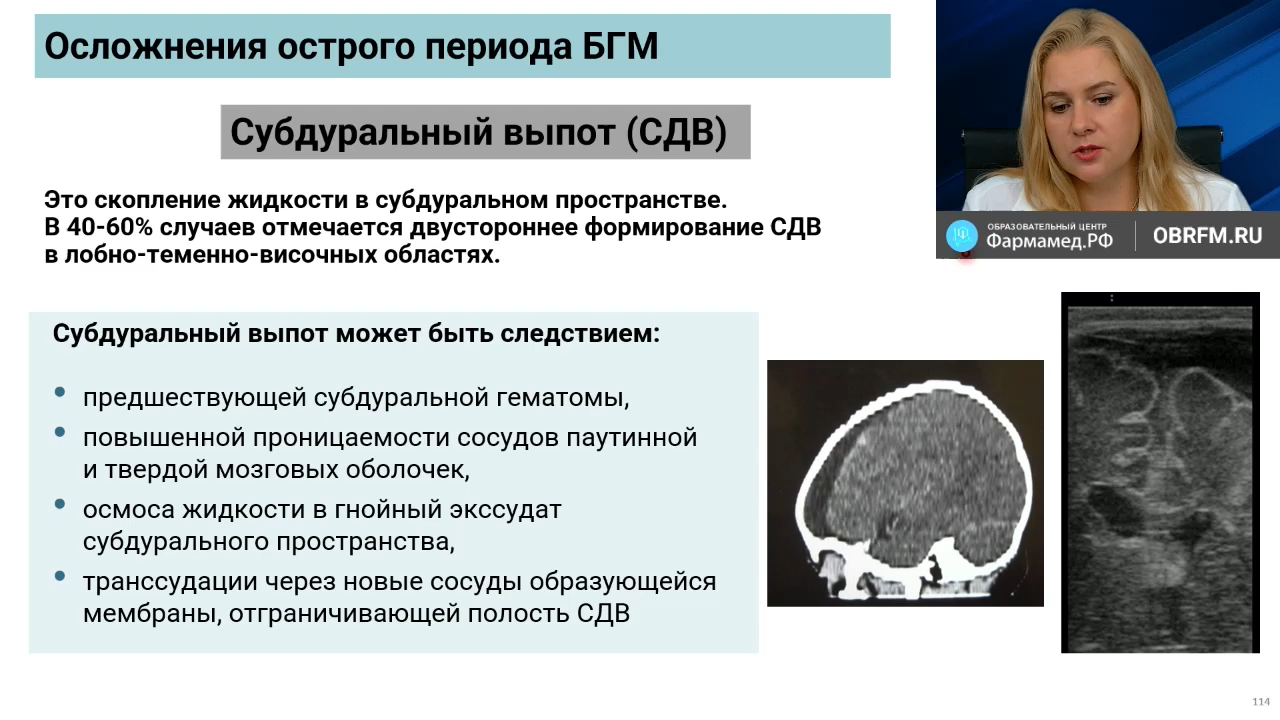 Осложнения острого периода БГМ
Субдуральный выпот (СДВ)
Это скопление жидкости в субдуральном пространстве.
В 40-60% случаев отмечается двустороннее формирование СДВ
в лобно-теменно-височных областях.
Субдуральный выпот может быть следствием:
• предшествующей субдуральной гематомы,
• повышенной проницаемости сосудов паутинной
и твердой мозговых оболочек,
• осмоса жидкости в гнойный экссудат
субдурального пространства,
• транссудации через новые сосуды образующейся
мембраны, отграничивающей полость СДВ
ОБРАЗОВАТЕЛЬНЫЙ ЦЕНТР
Фармамед.РФ
OBRFM.RU
114